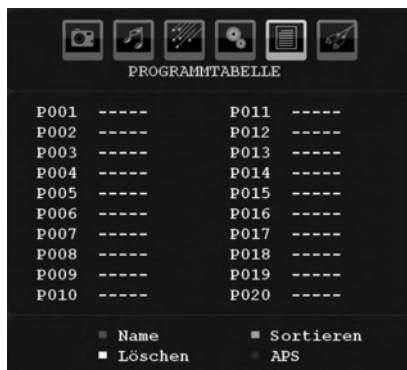 PROGRAMMTABELLE
P001 ----- P011 -----
P002 ----- P012 -----
P003 ----- P013 -----
P004 ----- P014 -----
P005 ----- P015 -----
P006 ----- P016 -----
P007 ----- P017 -----
P008 ----- P018 -----
P009 ----- P019 -----
P010 ----- P020 -----
Name Sortieren
Löschen APS